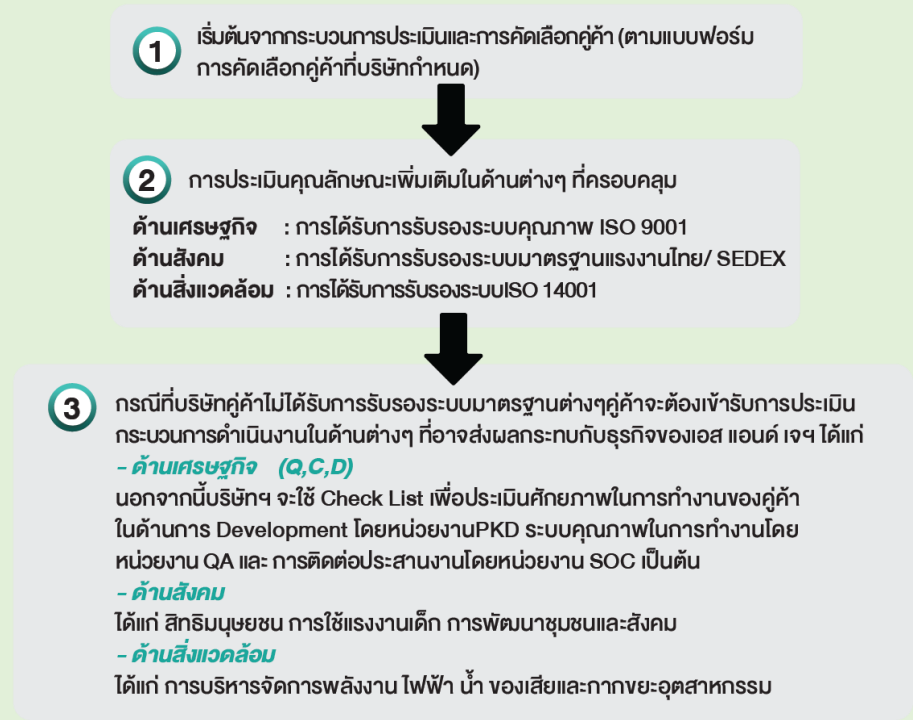 1 เริ่มต้นจากกระบวนการประเมินและการคัดเลือกคู่ค้า (ตามแบบฟอร์ม
การคัดเลือกคู่ค้าที่บริษัทกำหนด)
2 การประเมินคุณลักษณะเพิ่มเติมในด้านต่างๆ ที่ครอบคลุม
ด้านเศรษฐกิจ : การได้รับการรับรองระบบคุณภาพ ISO 9001
ด้านสังคม : การได้รับการรับรองระบบมาตรฐานแรงงานไทย/ SEDEX
ด้านสิ่งแวดล้อม : การได้รับการรับรองระบบISO 14001
3 กรณีที่บริษัทคู่ค้าไม่ได้รับการรับรองระบบมาตรฐานต่างๆคู่ค้าจะต้องเข้ารับการประเมิน
กระบวนการดำเนินงานในด้านต่างๆ ที่อาจส่งผลกระทบกับธุรกิจของเอส แอนด์ เจฯ ได้แก่
- ด้านเศรษฐกิจ (Q,C,D)
นอกจากนี้บริษัทฯ จะใช้ Check List เพื่อประเมินศักยภาพในการทำงานของคู่ค้า
ในด้านการ Development โดยหน่วยงานPKD ระบบคุณภาพในการทำงานโดย
หน่วยงาน QA และ การติดต่อประสานงานโดยหน่วยงาน SOC เป็นต้น
- ด้านสังคม
ได้แก่ สิทธิมนุษยชน การใช้แรงงานเด็ก การพัฒนาชุมชนและสังคม
- ด้านสิ่งแวดล้อม
ได้แก่ การบริหารจัดการพลังงาน ไฟฟ้า น้ำ ของเสียและกากขยะอุตสาหกรรม